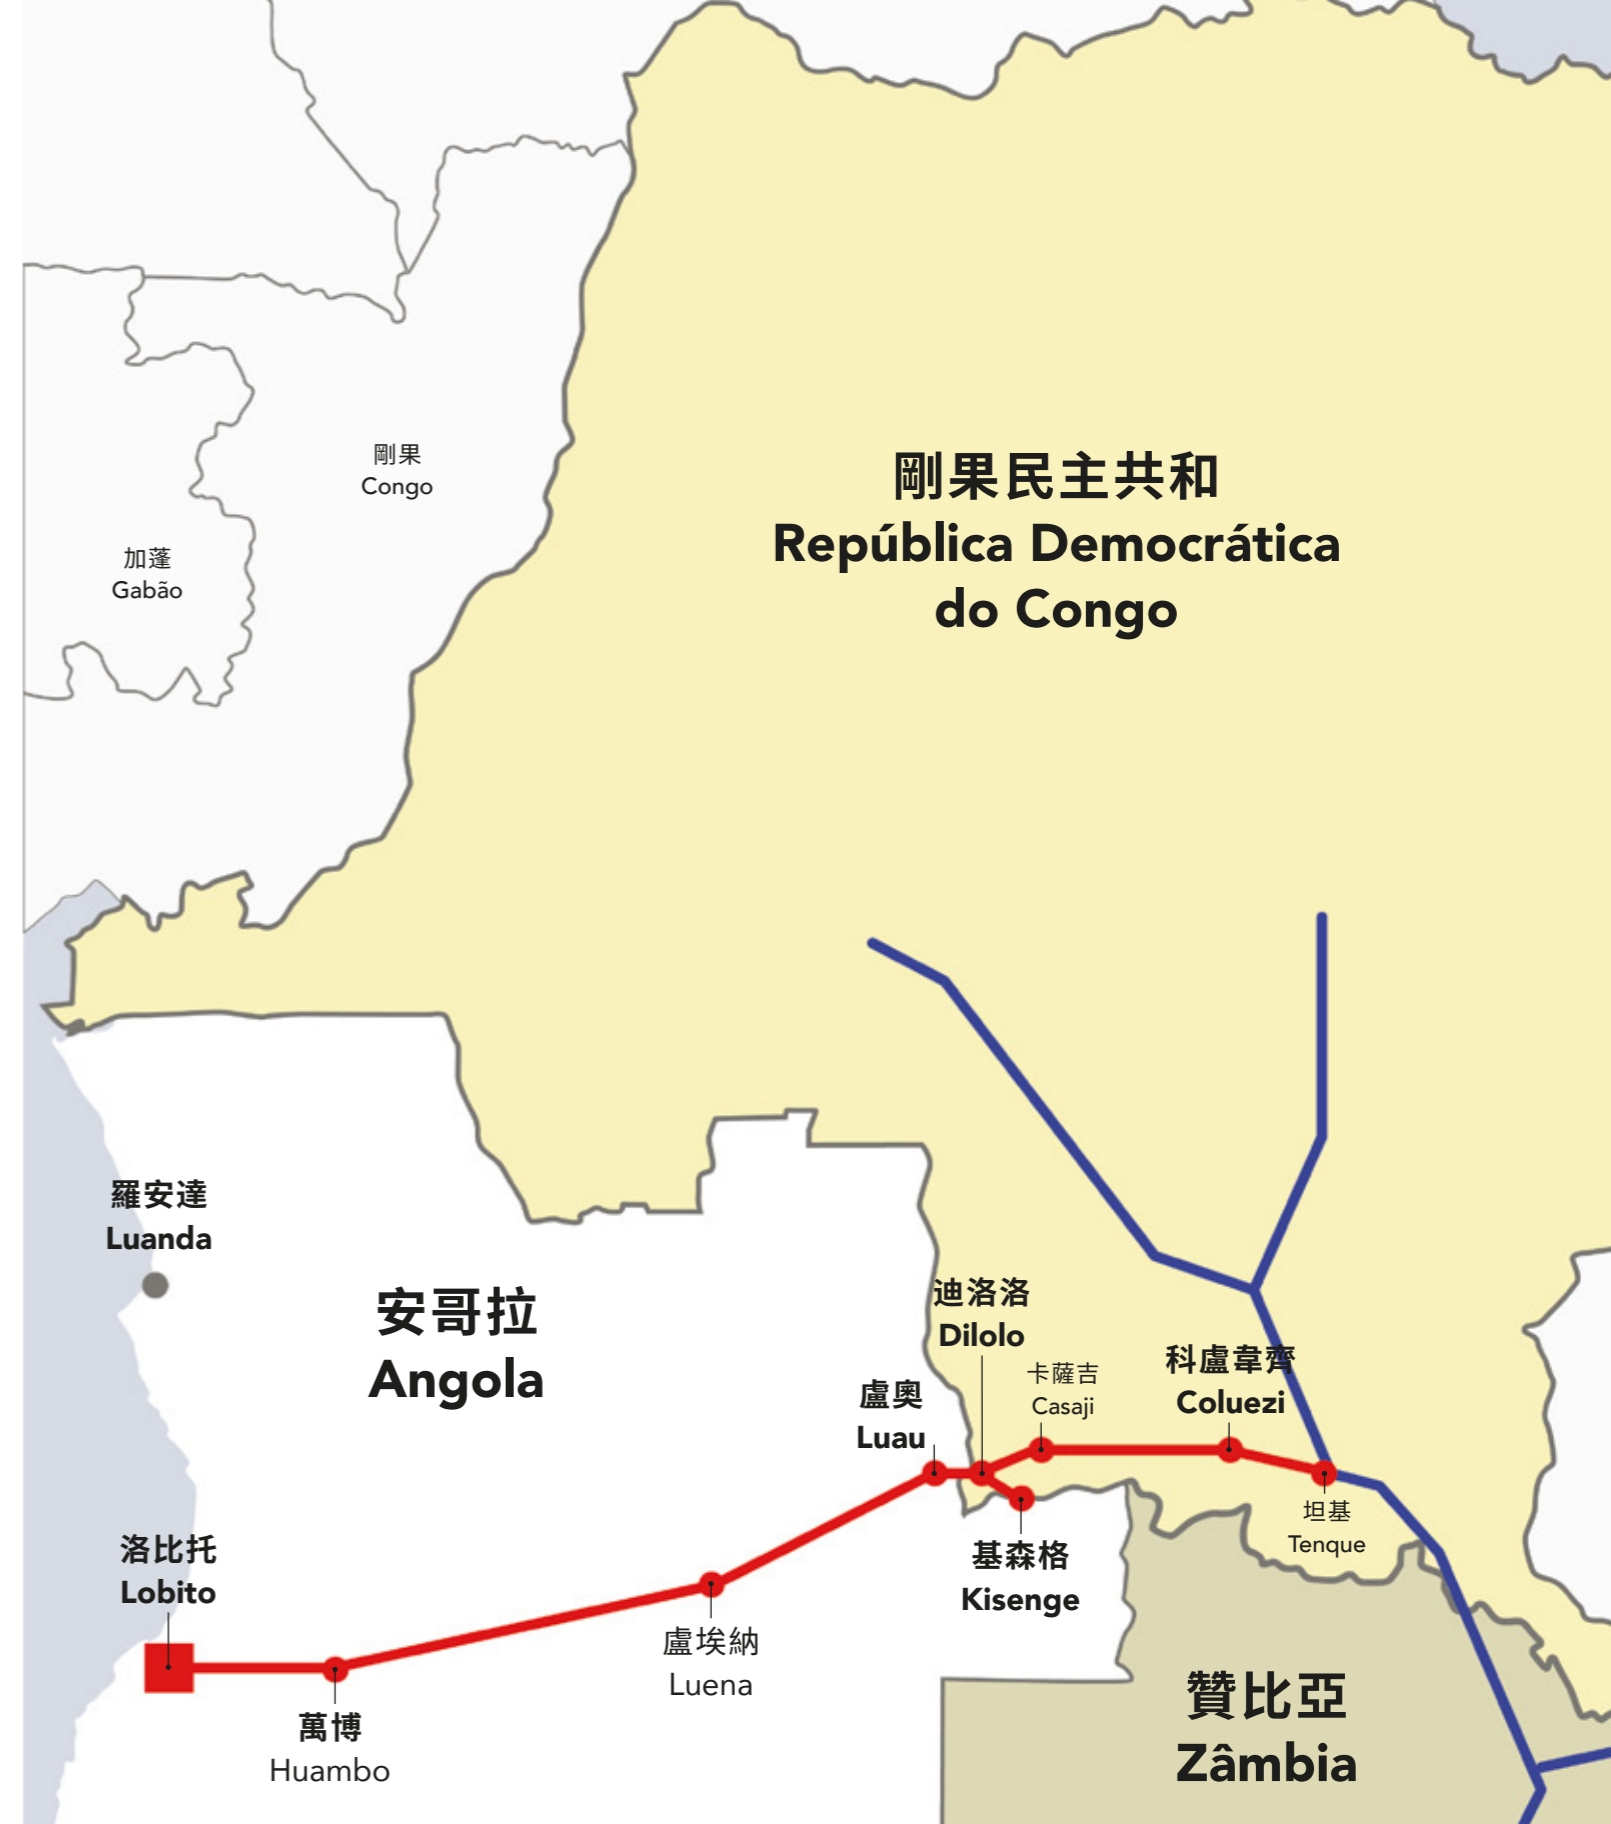 剛果
Congo
加蓬
Gabão
剛果民主共和
República Democrática
do Congo
羅安達
Luanda
安哥拉
Angola
迪洛洛
Dilolo
卡薩吉
Casaji
科盧韋齊
Coluezi
盧奧
Luau
坦基
Tenque
洛比托
Lobito
基森格
Kisenge
盧埃納
Luena
萬博
Huambo
贊比亞
Zâmbia